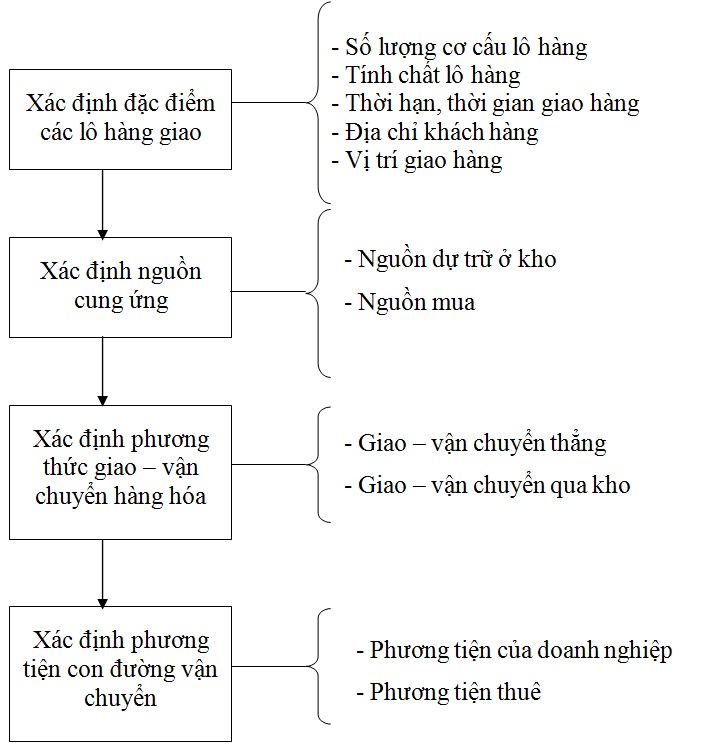 Xác định đặc điểm
các lô hàng giao
- Số lượng cơ cấu lô hàng
- Tính chất lô hàng
- Thời hạn, thời gian giao hàng
- Địa chỉ khách hàng
- Vị trí giao hàng
Xác định nguồn
cung ứng
- Nguồn dự trữ ở kho
- Nguồn mua
Xác định phương
thức giao – vận
chuyển hàng hóa
- Giao – vận chuyển thẳng
- Giao – vận chuyển qua kho
Xác định phương
tiện con đường vận
chuyển
- Phương tiện của doanh nghiệp
- Phương tiện thuê